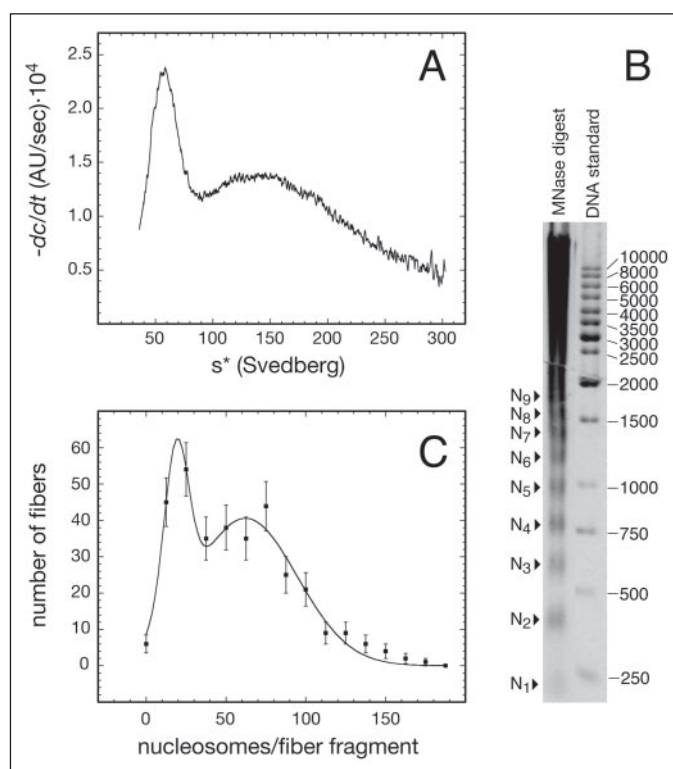 A
-dc/dt (AU/sec)·10⁴
2.5
2.0
1.5
1.0
0.5
50 100 150 200 250 300
s* (Svedberg)
B
MNase digest
DNA standard
10000
8000
6000
5000
4000
3500
3000
2500
2000
1500
1000
750
500
250
N₉
N₈
N₇
N₆
N₅
N₄
N₃
N₂
N₁
C
number of fibers
60
50
40
30
20
10
0
0 50 100 150
nucleosomes/fiber fragment